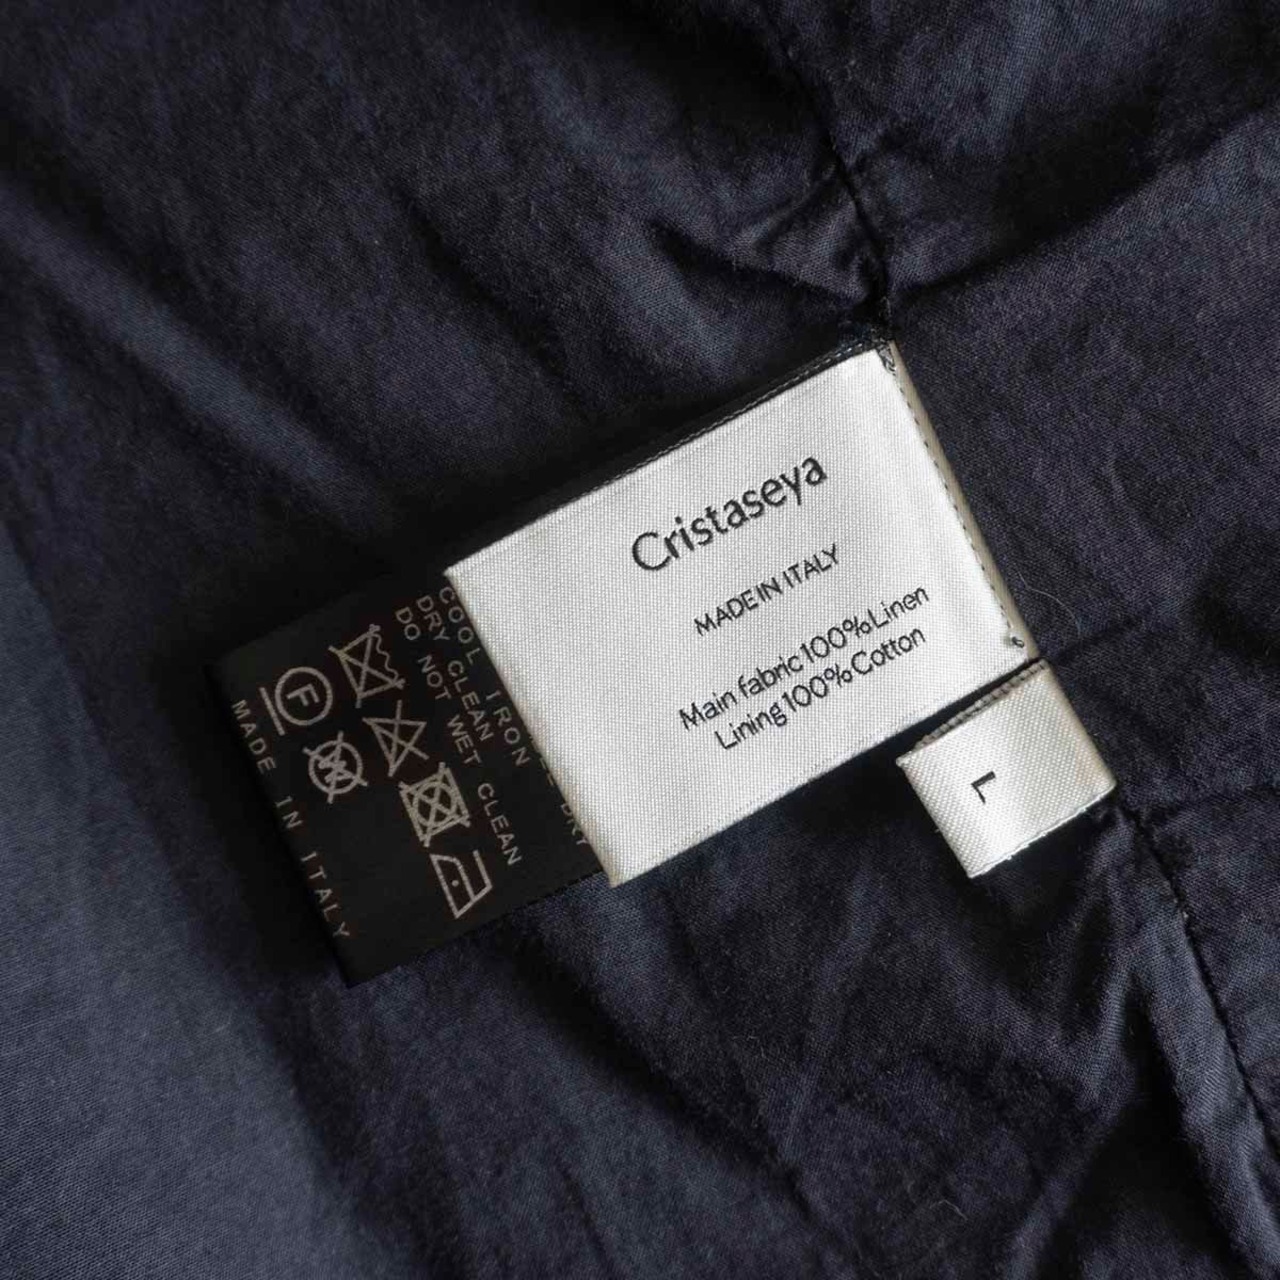 Cristaseya
MADE IN ITALY
Main fabric 100% Linen
Lining 100% Cotton
L
COOL IRON
DRY CLEAN
DO NOT WET CLEAN
DRY
F
MADE IN ITALY